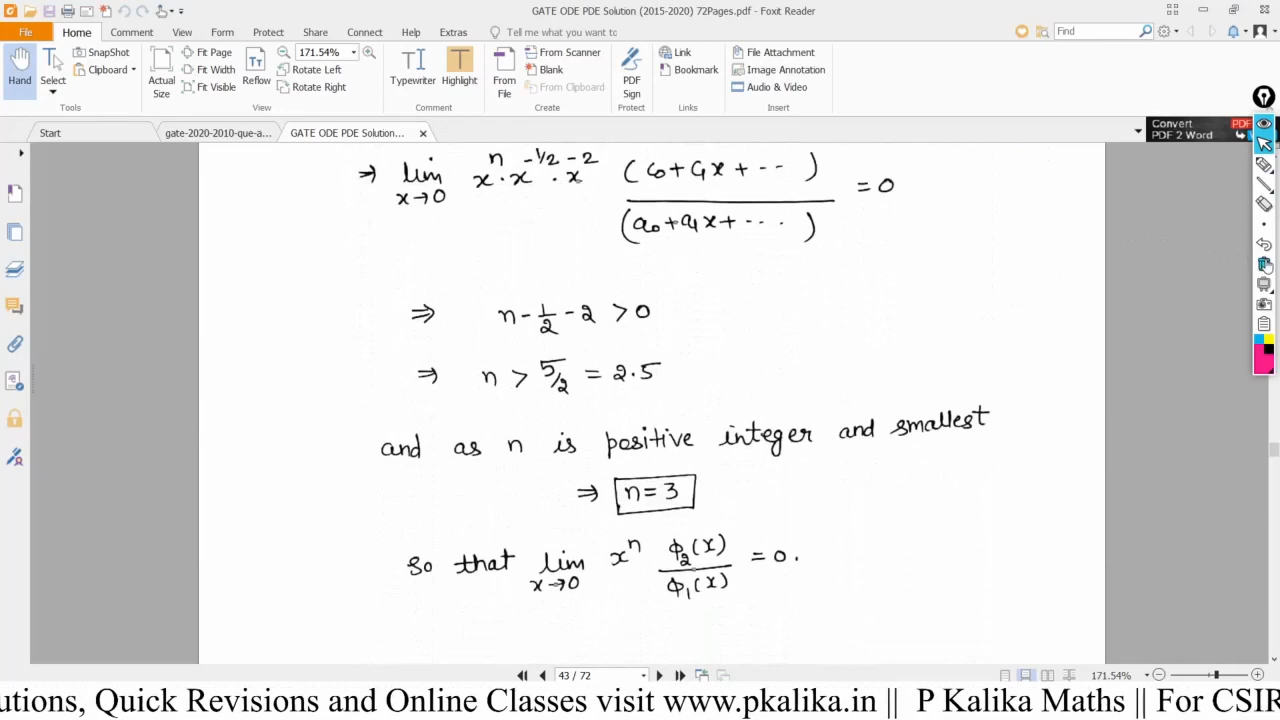 GATE ODE PDE Solution (2015-2020) 72Pages.pdf - Foxit Reader
File Home Comment View Form Protect Share Connect Help Extras Tell me what you want to Find
SnapShot 171.54% Fit Page From Scanner Link File Attachment
Clipboard Fit Width Rotate Left Blank Bookmark Image Annotation
Fit Visible Rotate Right From Clipboard Audio & Video
Hand Select Actual Size Reflow Typewriter Highlight From File PDF Sign
Tools View Comment Create Protect Links Insert
Start gate-2020-2010-que-a... GATE ODE PDE Solution...
Convert PDF
PDF 2 Word
⇒ lim x→0 x^n · x^-1/2 · x^-2 (c0 + c1x + ---) / (a0 + a1x + ----) = 0
⇒ n - 1/2 - 2 > 0
⇒ n > 5/2 = 2.5
and as n is positive integer and smallest
⇒ n = 3
So that lim x→0 x^n ϕ2(x) / ϕ1(x) = 0.
43 / 72 171.54%
utions, Quick Revisions and Online Classes visit www.pkalika.in || P Kalika Maths || For CSIR